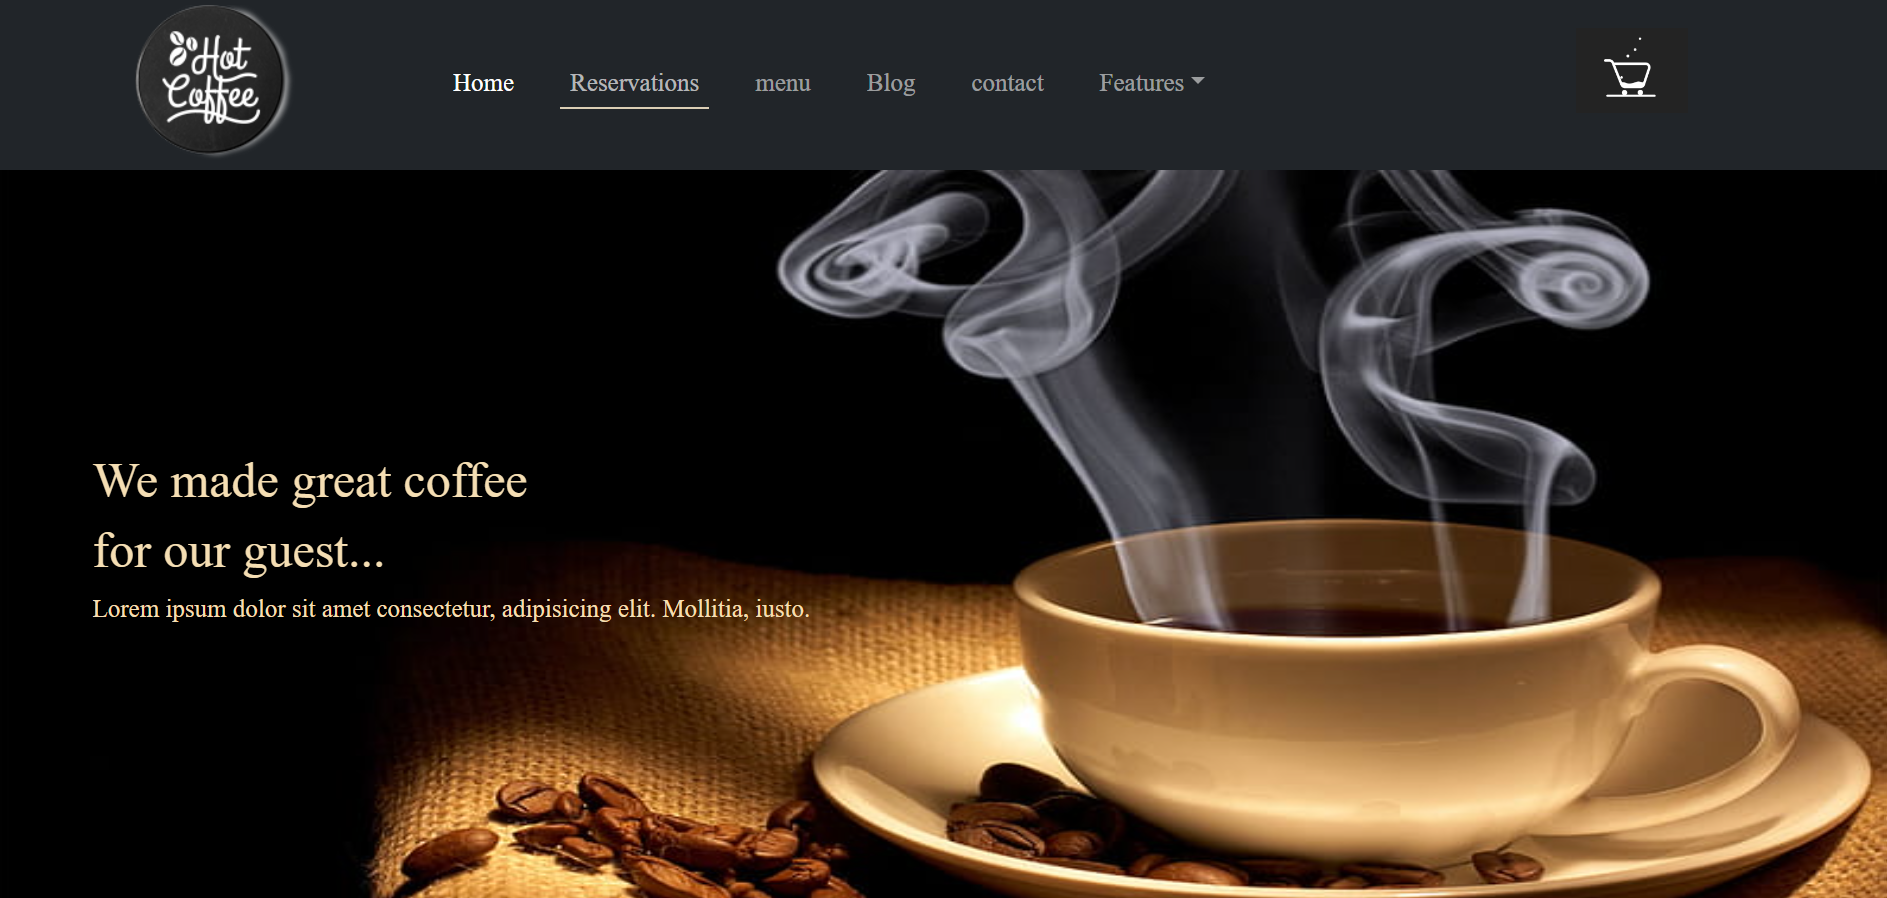 Hot
Coffee
Home Reservations menu Blog contact Features
We made great coffee
for our guest...
Lorem ipsum dolor sit amet consectetur, adipisicing elit. Mollitia, iusto.